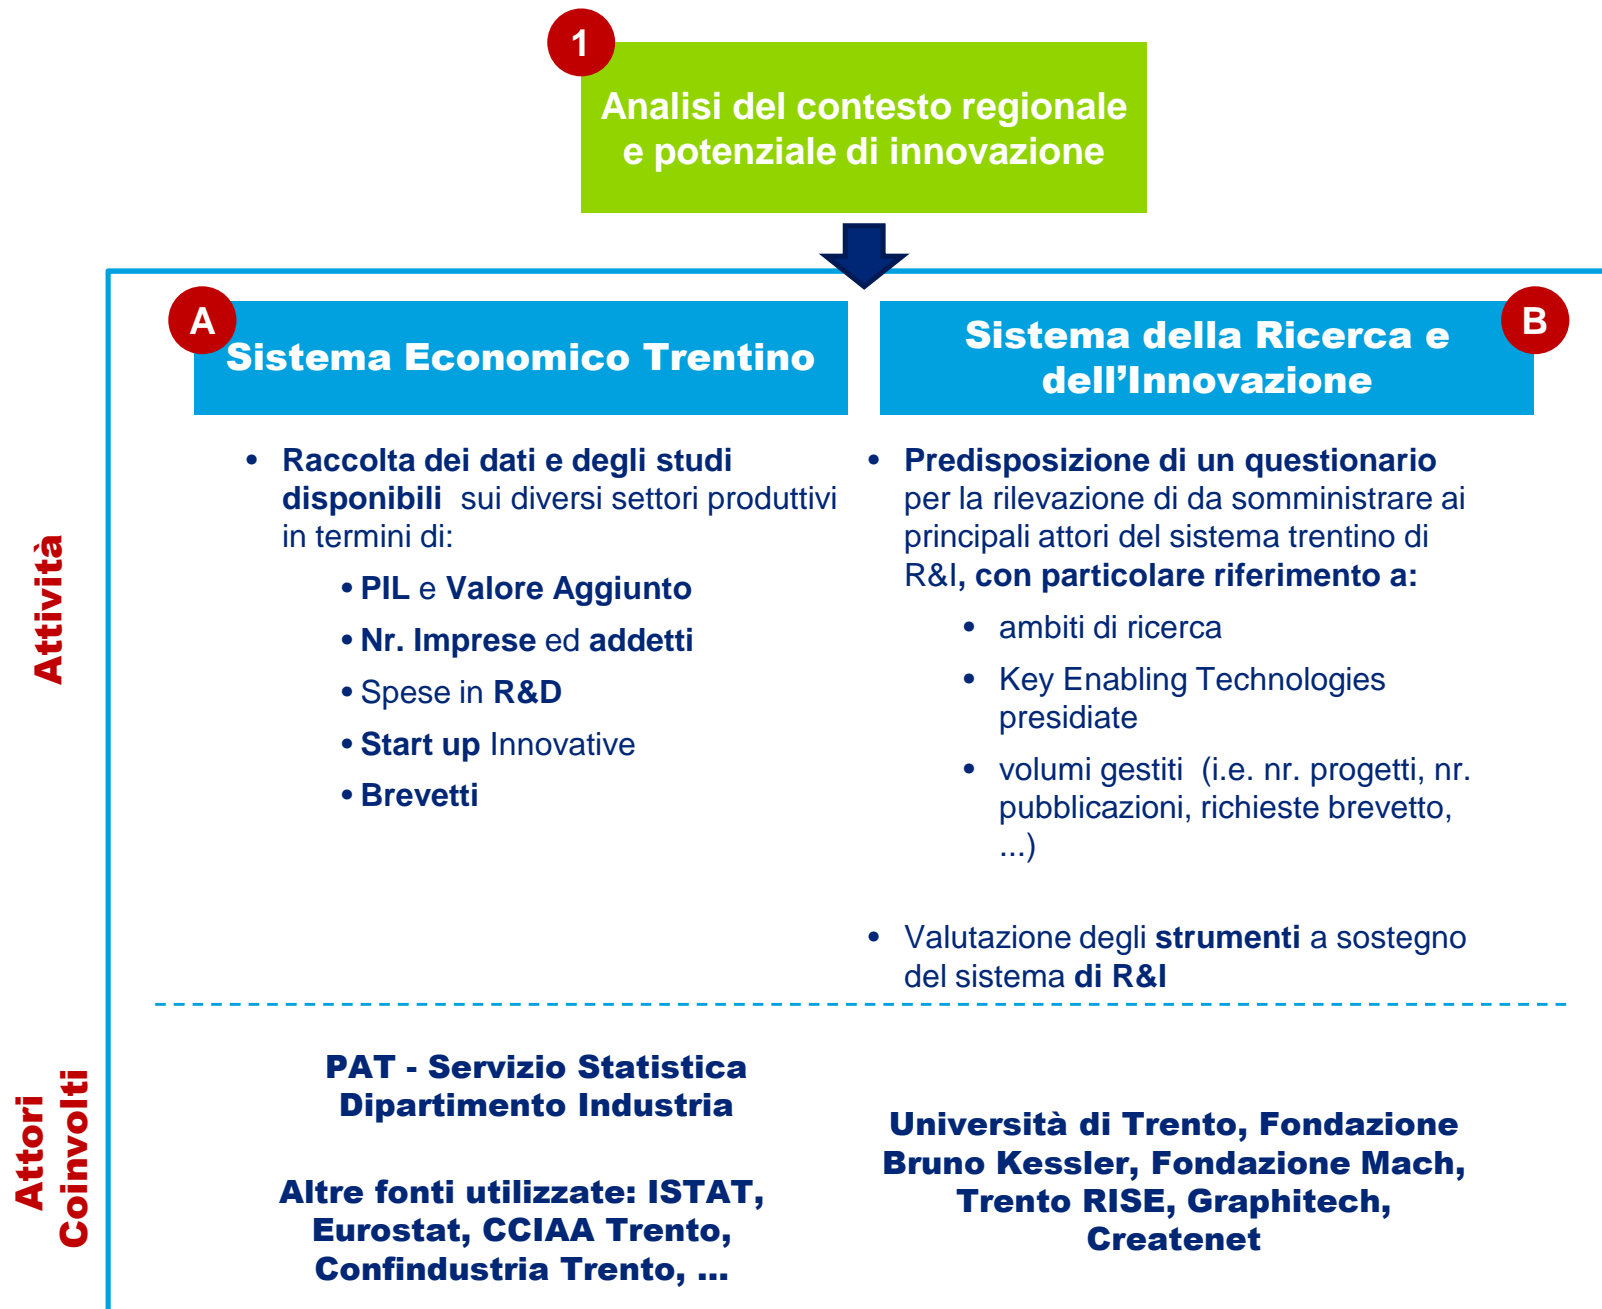 1
Analisi del contesto regionale
e potenziale di innovazione
A
Sistema Economico Trentino
B
Sistema della Ricerca e
dell’Innovazione
Attività
• Raccolta dei dati e degli studi
disponibili sui diversi settori produttivi
in termini di:
• PIL e Valore Aggiunto
• Nr. Imprese ed addetti
• Spese in R&D
• Start up Innovative
• Brevetti
• Predisposizione di un questionario
per la rilevazione di da somministrare ai
principali attori del sistema trentino di
R&I, con particolare riferimento a:
• ambiti di ricerca
• Key Enabling Technologies
presidiate
• volumi gestiti (i.e. nr. progetti, nr.
pubblicazioni, richieste brevetto,
...)
• Valutazione degli strumenti a sostegno
del sistema di R&I
Attori
Coinvolti
PAT - Servizio Statistica
Dipartimento Industria
Altre fonti utilizzate: ISTAT,
Eurostat, CCIAA Trento,
Confindustria Trento, ...
Università di Trento, Fondazione
Bruno Kessler, Fondazione Mach,
Trento RISE, Graphitech,
Createnet